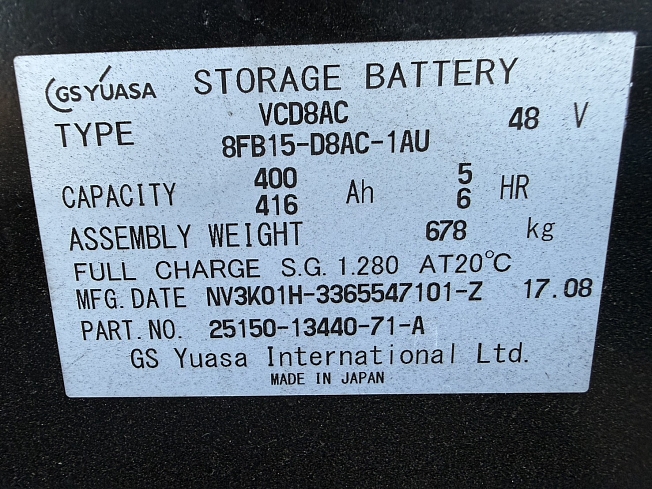 GS YUASA STORAGE BATTERY
TYPE VCD8AC 48 V
8FB15-D8AC-1AU
CAPACITY 400 Ah 5 HR
416 6
ASSEMBLY WEIGHT 678 kg
FULL CHARGE S.G. 1.280 AT20°C
MFG. DATE NV3K01H-3365547101-Z 17.08
PART.NO. 25150-13440-71-A
GS Yuasa International Ltd.
MADE IN JAPAN